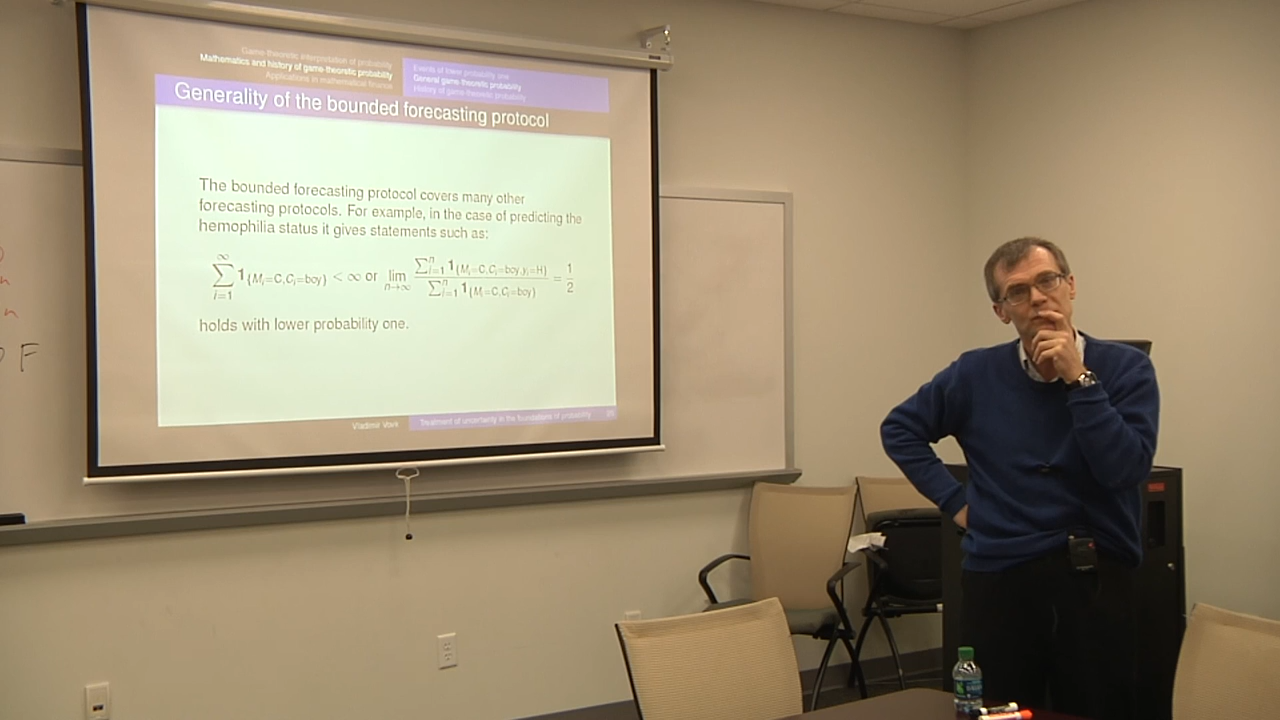 Game-theoretic interpretation of probability
Mathematics and history of game-theoretic probability
Applications in mathematical finance
Events of lower probability one
General game-theoretic probability
History of game-theoretic probability
Generality of the bounded forecasting protocol
The bounded forecasting protocol covers many other
forecasting protocols. For example, in the case of predicting the
hemophilia status it gives statements such as:
∑_{i=1}^{∞} 1_{{M_i=C,C_i=boy}} < ∞ or lim_{n→∞} ∑_{i=1}^{n} 1_{{M_i=C,C_i=boy,y_i=H}} / ∑_{i=1}^{n} 1_{{M_i=C,C_i=boy}} = 1/2
holds with lower probability one.
Vladimir Vovk
Treatment of uncertainty in the foundations of probability
F